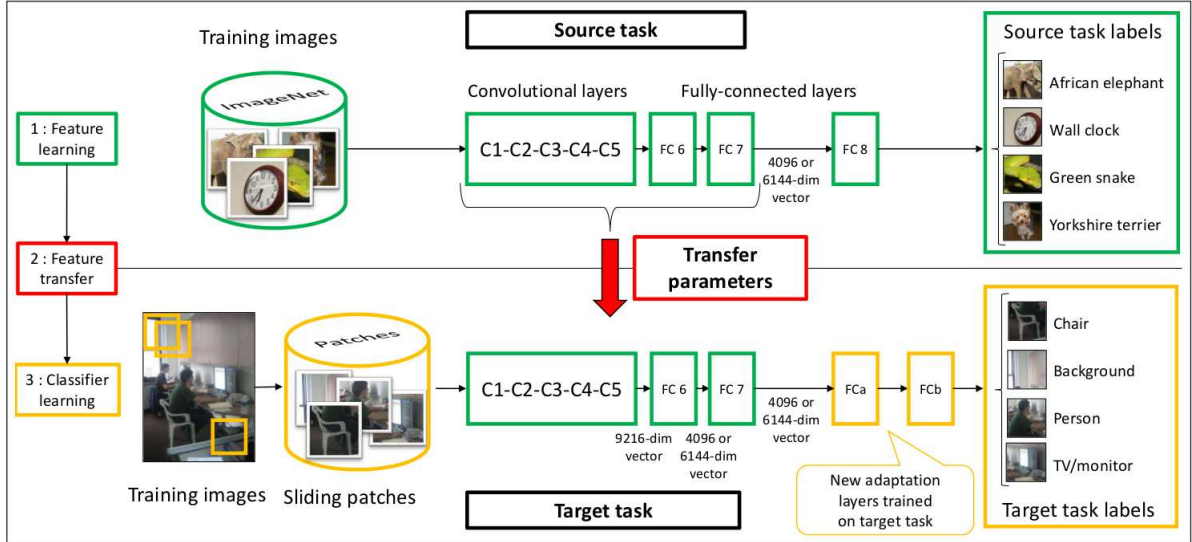 Source task
Training images
Source task labels
ImageNet
Convolutional layers
Fully-connected layers
African elephant
1 : Feature
learning
C1-C2-C3-C4-C5
FC 6
FC 7
4096 or
6144-dim
vector
FC 8
Wall clock
Green snake
Yorkshire terrier
2 : Feature
transfer
Transfer
parameters
3 : Classifier
learning
Training images
Patches
Sliding patches
C1-C2-C3-C4-C5
FC 6
FC 7
9216-dim
vector
4096 or
6144-dim
vector
4096 or
6144-dim
vector
FCa
FCb
New adaptation
layers trained
on target task
Chair
Background
Person
TV/monitor
Target task labels
Target task